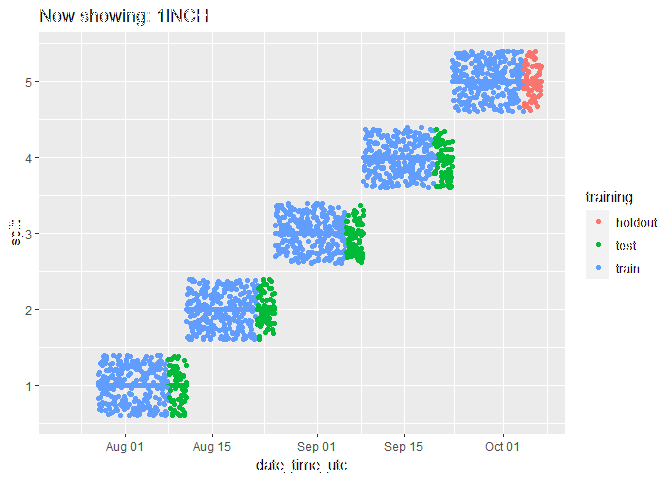 Now showing: 1INCH
5
4
3
2
1
split
Aug 01
Aug 15
Sep 01
Sep 15
Oct 01
date_time_utc
training
holdout
test
train